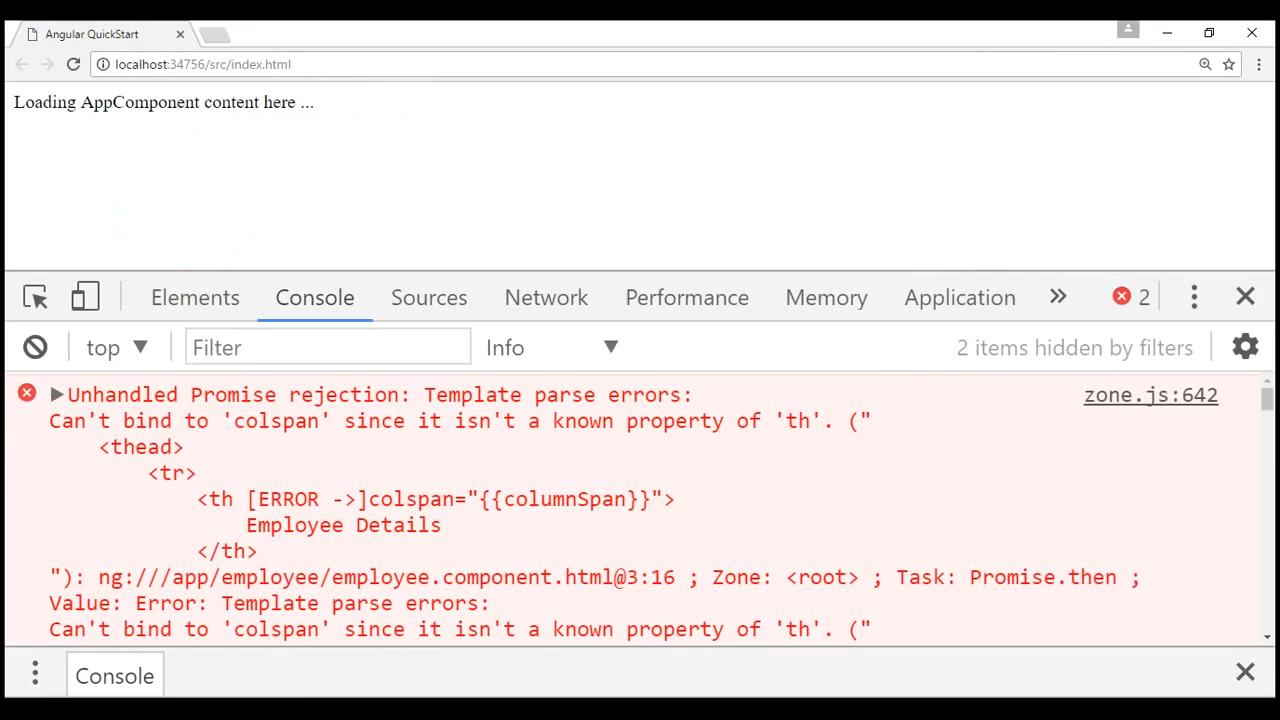 Angular QuickStart
localhost:34756/src/index.html
Loading AppComponent content here ...
Elements Console Sources Network Performance Memory Application 2
top Filter Info 2 items hidden by filters
Unhandled Promise rejection: Template parse errors: zone.js:642
Can't bind to 'colspan' since it isn't a known property of 'th'. ("
<thead>
<tr>
<th [ERROR ->]colspan="{{columnSpan}}">
Employee Details
</th>
"): ng:///app/employee/employee.component.html@3:16 ; Zone: <root> ; Task: Promise.then ;
Value: Error: Template parse errors:
Can't bind to 'colspan' since it isn't a known property of 'th'. ("
Console